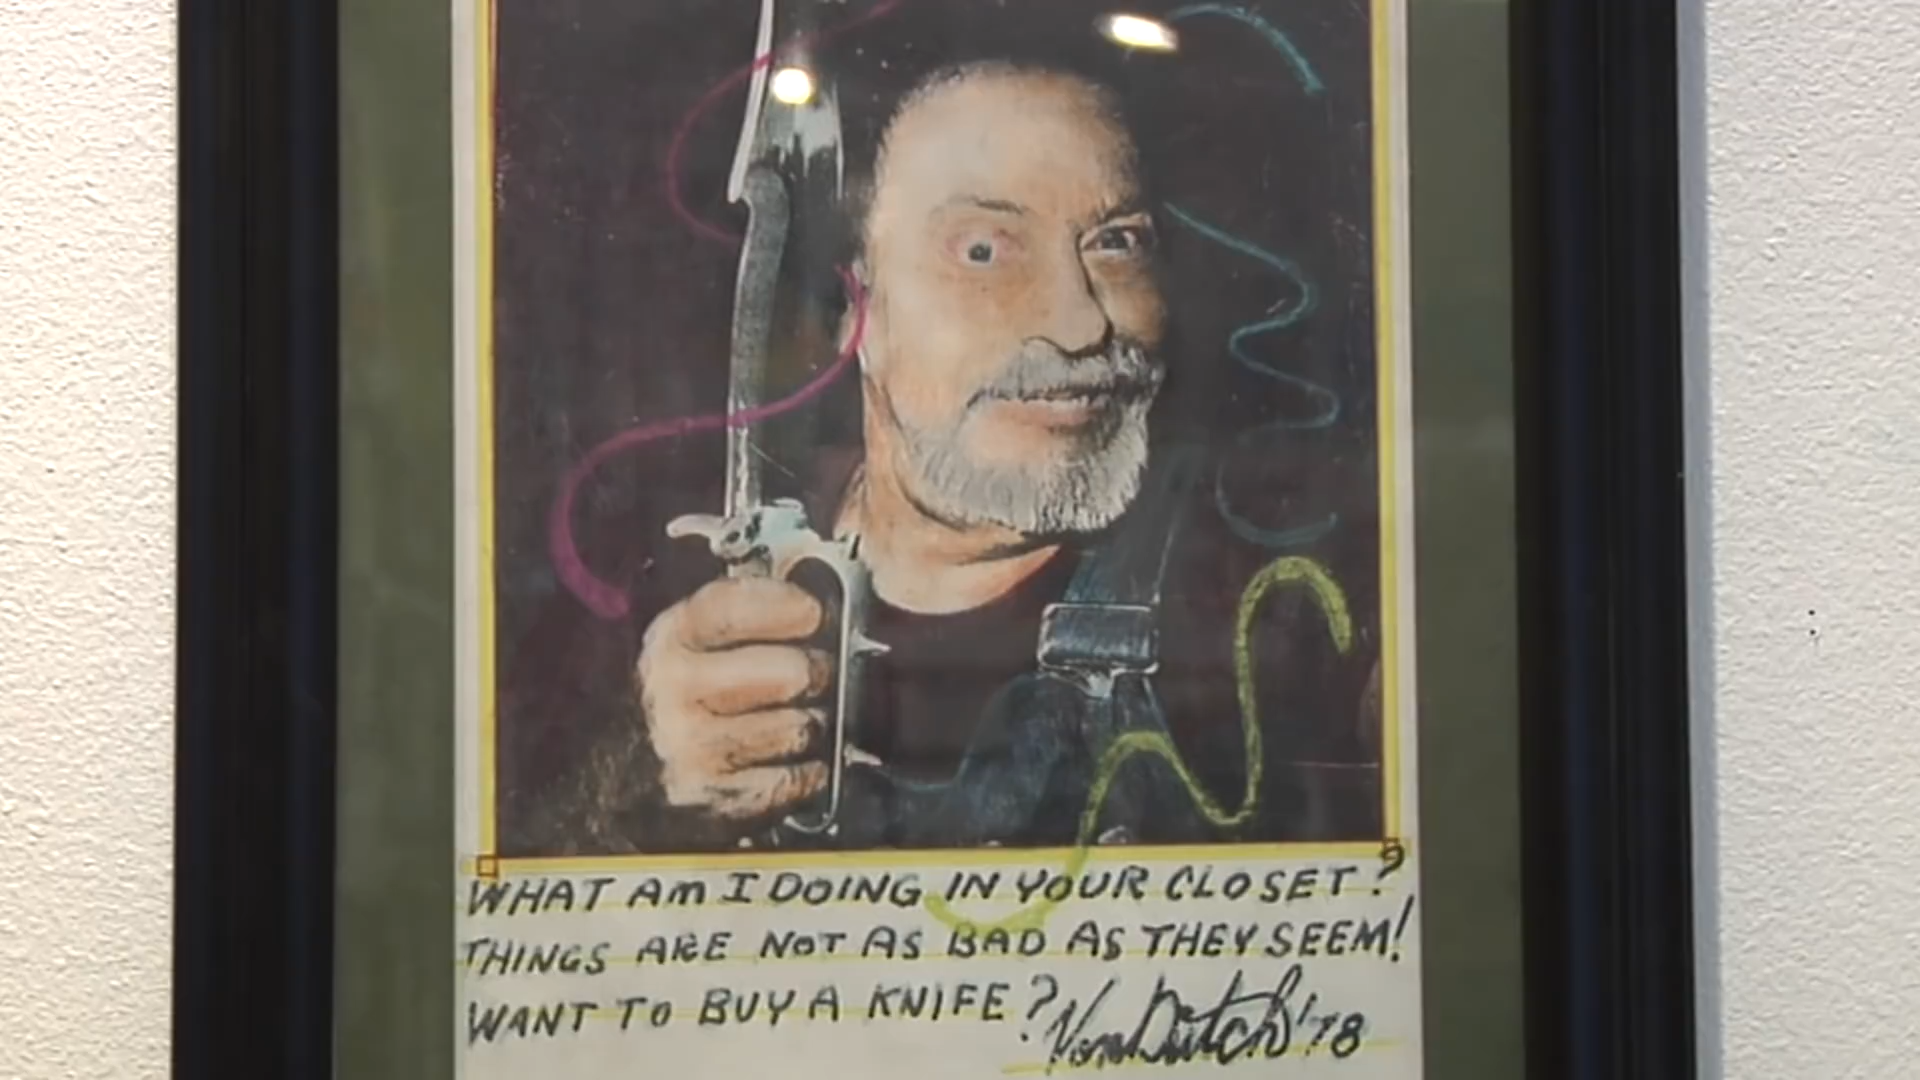 WHAT Am I DOING IN YOUR CLOSET?
THINGS ARE NOT AS BAD AS THEY SEEM!
WANT TO BUY A KNIFE? Von Dutch '78